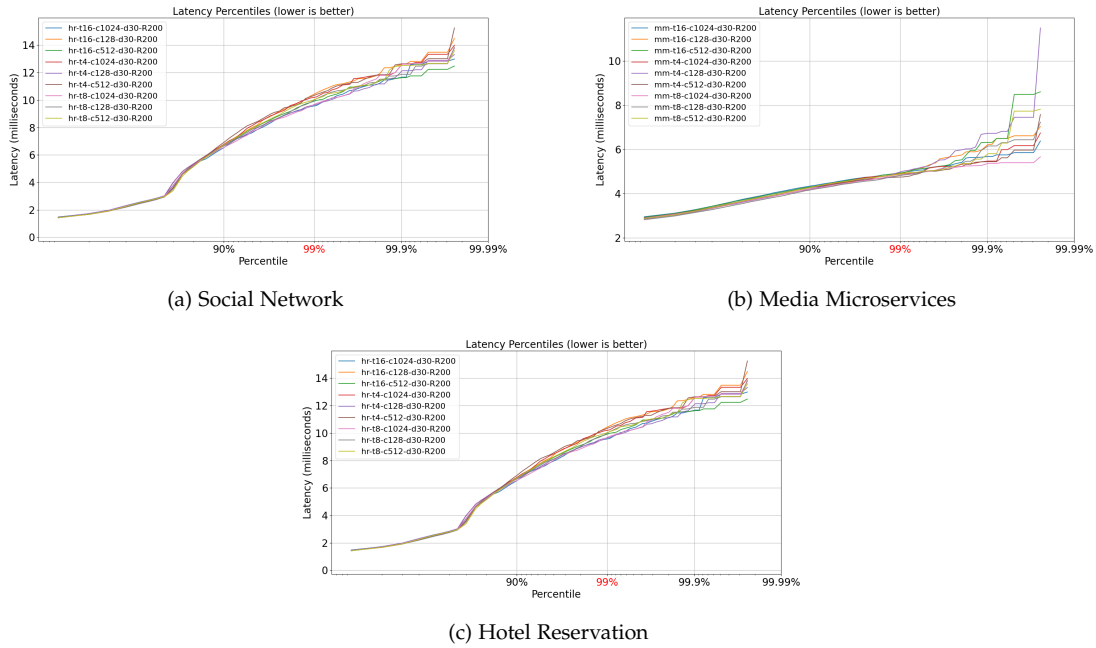 Latency Percentiles (lower is better)
hr-t16-c1024-d30-R200
hr-t16-c128-d30-R200
hr-t16-c512-d30-R200
hr-t4-c1024-d30-R200
hr-t4-c128-d30-R200
hr-t4-c512-d30-R200
hr-t8-c1024-d30-R200
hr-t8-c128-d30-R200
hr-t8-c512-d30-R200
Latency (milliseconds)
14
12
10
8
6
4
2
0
90%
99%
99.9%
99.99%
Percentile
(a) Social Network
Latency Percentiles (lower is better)
mm-t16-c1024-d30-R200
mm-t16-c128-d30-R200
mm-t16-c512-d30-R200
mm-t4-c1024-d30-R200
mm-t4-c128-d30-R200
mm-t4-c512-d30-R200
mm-t8-c1024-d30-R200
mm-t8-c128-d30-R200
mm-t8-c512-d30-R200
Latency (milliseconds)
10
8
6
4
2
90%
99%
99.9%
99.99%
Percentile
(b) Media Microservices
Latency Percentiles (lower is better)
hr-t16-c1024-d30-R200
hr-t16-c128-d30-R200
hr-t16-c512-d30-R200
hr-t4-c1024-d30-R200
hr-t4-c128-d30-R200
hr-t4-c512-d30-R200
hr-t8-c1024-d30-R200
hr-t8-c128-d30-R200
hr-t8-c512-d30-R200
Latency (milliseconds)
14
12
10
8
6
4
2
0
90%
99%
99.9%
99.99%
Percentile
(c) Hotel Reservation